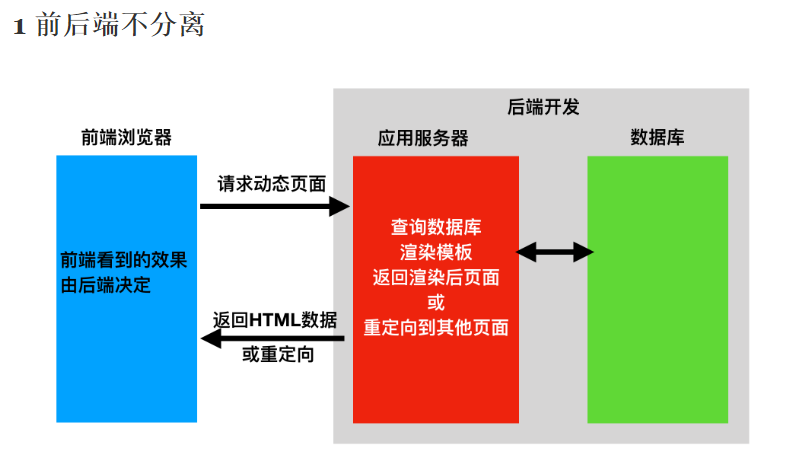 1 前后端不分离
后端开发
前端浏览器
应用服务器
数据库
请求动态页面
前端看到的效果
由后端决定
查询数据库
渲染模板
返回渲染后页面
或
重定向到其他页面
返回HTML数据
或重定向